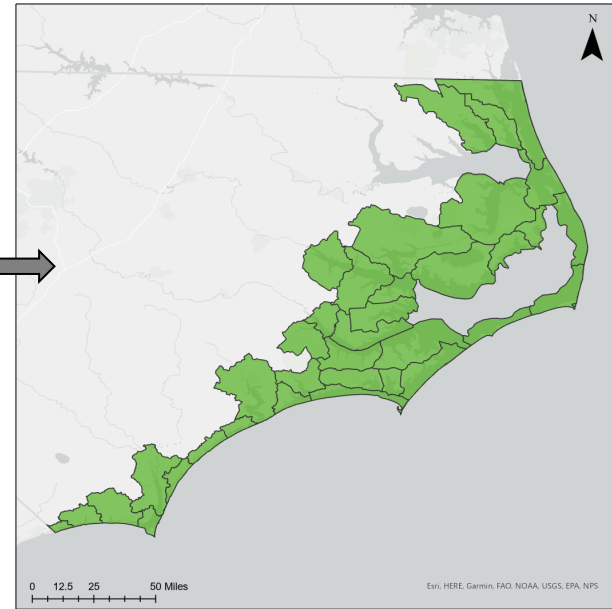 N
0 12.5 25 50 Miles
Esri, HERE, Garmin, FAO, NOAA, USGS, EPA, NPS